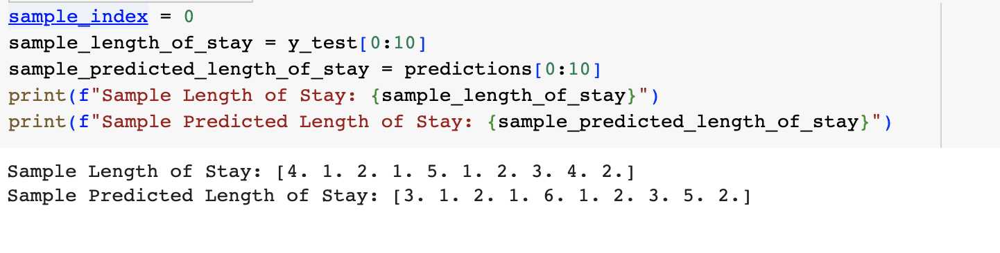 sample_index = 0
sample_length_of_stay = y_test[0:10]
sample_predicted_length_of_stay = predictions[0:10]
print(f"Sample Length of Stay: {sample_length_of_stay}")
print(f"Sample Predicted Length of Stay: {sample_predicted_length_of_stay}")
Sample Length of Stay: [4. 1. 2. 1. 5. 1. 2. 3. 4. 2.]
Sample Predicted Length of Stay: [3. 1. 2. 1. 6. 1. 2. 3. 5. 2.]